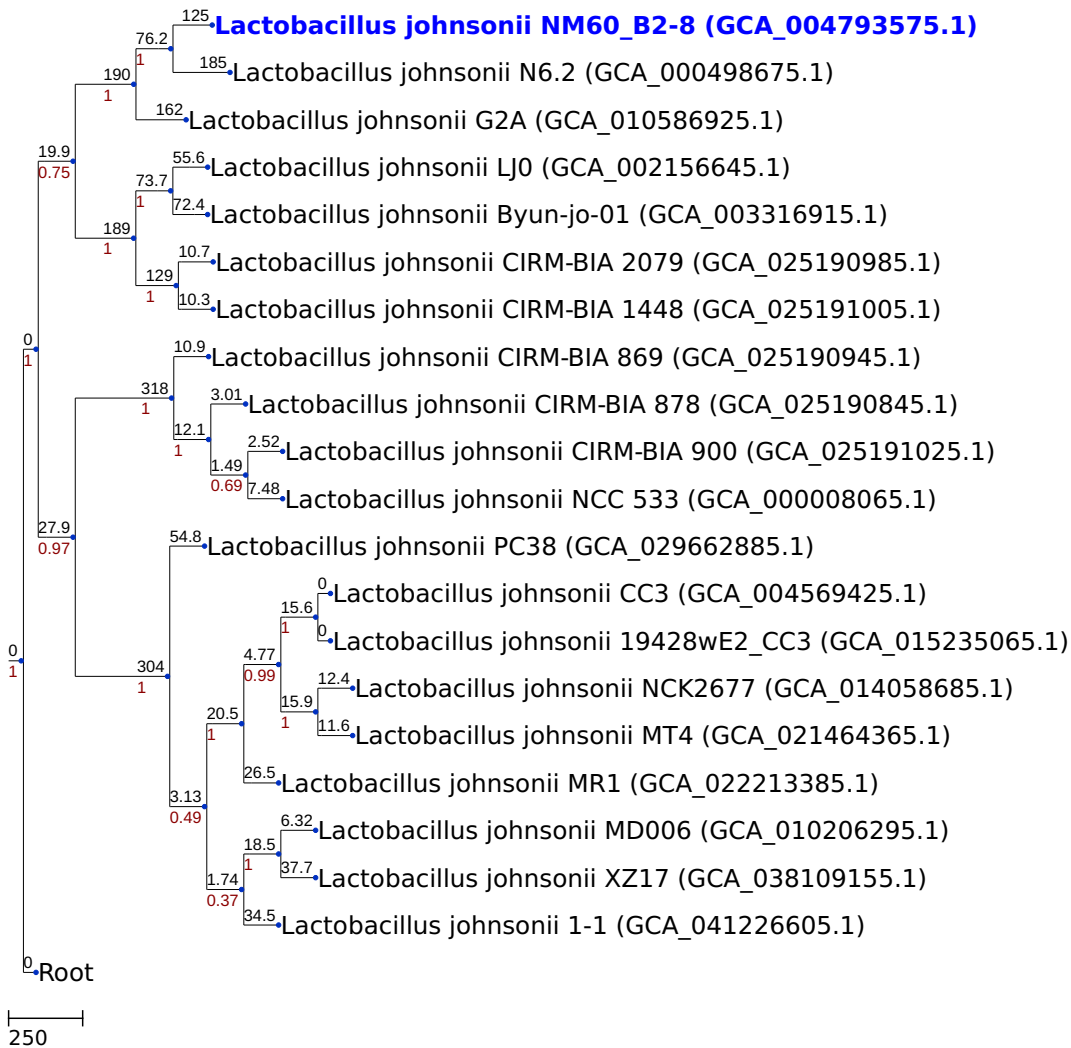 125
Lactobacillus johnsonii NM60_B2-8 (GCA_004793575.1)
76.2
1
185
Lactobacillus johnsonii N6.2 (GCA_000498675.1)
190
1
162
Lactobacillus johnsonii G2A (GCA_010586925.1)
19.9
0.75
55.6
Lactobacillus johnsonii LJ0 (GCA_002156645.1)
73.7
1
72.4
Lactobacillus johnsonii Byun-jo-01 (GCA_003316915.1)
189
1
10.7
Lactobacillus johnsonii CIRM-BIA 2079 (GCA_025190985.1)
129
1
10.3
Lactobacillus johnsonii CIRM-BIA 1448 (GCA_025191005.1)
0
1
10.9
Lactobacillus johnsonii CIRM-BIA 869 (GCA_025190945.1)
318
1
3.01
Lactobacillus johnsonii CIRM-BIA 878 (GCA_025190845.1)
12.1
1
2.52
Lactobacillus johnsonii CIRM-BIA 900 (GCA_025191025.1)
1.49
0.69
7.48
Lactobacillus johnsonii NCC 533 (GCA_000008065.1)
27.9
0.97
54.8
Lactobacillus johnsonii PC38 (GCA_029662885.1)
0
Lactobacillus johnsonii CC3 (GCA_004569425.1)
15.6
1
0
Lactobacillus johnsonii 19428wE2_CC3 (GCA_015235065.1)
4.77
0.99
0
1
304
1
12.4
Lactobacillus johnsonii NCK2677 (GCA_014058685.1)
15.9
1
11.6
Lactobacillus johnsonii MT4 (GCA_021464365.1)
20.5
1
26.5
Lactobacillus johnsonii MR1 (GCA_022213385.1)
3.13
0.49
6.32
Lactobacillus johnsonii MD006 (GCA_010206295.1)
18.5
1
37.7
Lactobacillus johnsonii XZ17 (GCA_038109155.1)
1.74
0.37
34.5
Lactobacillus johnsonii 1-1 (GCA_041226605.1)
0
Root
250